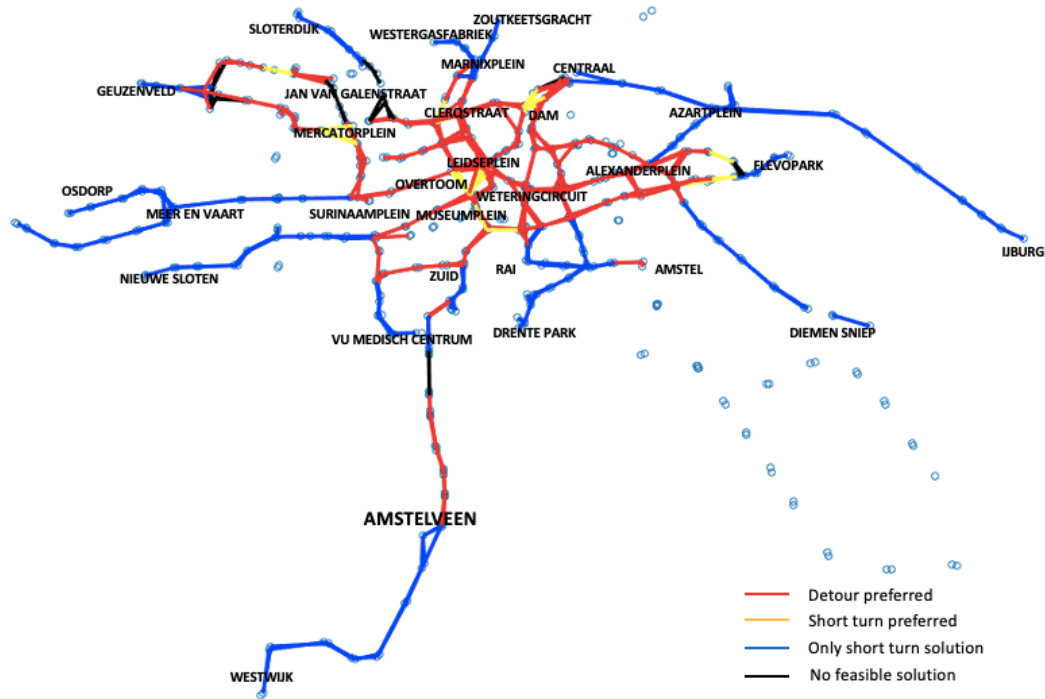 ZOUTKEETSGRACHT
SLOTERDIJK
WESTERGASFABRIEK
MARNIXPLEIN
CENTRAAL
GEUZENVELD
JAN VAN GALENSTRAAT
CLERQSTRAAT
DAM
AZARTPLEIN
MERCATORPLEIN
LEIDSEPLEIN
ALEXANDERPLEIN
FLEVOPARK
OSDORP
OVERTOOM
WETERINGCIRCUIT
MEER EN VAART
SURINAAMPLEIN
MUSEUMPLEIN
IJBURG
NIEUWE SLOTEN
ZUID
RAI
AMSTEL
VU MEDISCH CENTRUM
DRENTE PARK
DIEMEN SNIEP
AMSTELVEEN
Detour preferred
Short turn preferred
Only short turn solution
No feasible solution
WESTWIJK